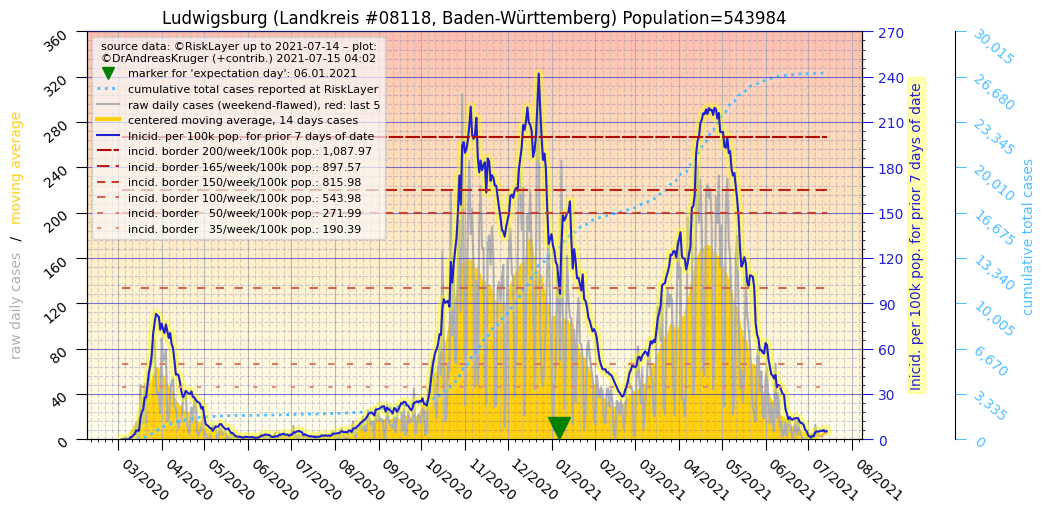 Ludwigsburg (Landkreis #08118, Baden-Württemberg) Population=543984
source data: ©RiskLayer up to 2021-07-14 – plot:
©DrAndreasKruger (+contrib.) 2021-07-15 04:02
marker for 'expectation day': 06.01.2021
cumulative total cases reported at RiskLayer
raw daily cases (weekend-flawed), red: last 5
centered moving average, 14 days cases
Inicid. per 100k pop. for prior 7 days of date
incid. border 200/week/100k pop.: 1,087.97
incid. border 165/week/100k pop.: 897.57
incid. border 150/week/100k pop.: 815.98
incid. border 100/week/100k pop.: 543.98
incid. border 50/week/100k pop.: 271.99
incid. border 35/week/100k pop.: 190.39
raw daily cases / moving average
360
320
280
240
200
160
120
80
40
0
03/2020
04/2020
05/2020
06/2020
07/2020
08/2020
09/2020
10/2020
11/2020
12/2020
01/2021
02/2021
03/2021
04/2021
05/2021
06/2021
07/2021
08/2021
270
240
210
180
150
120
90
60
30
0
Inicid. per 100k pop. for prior 7 days of date
30,015
26,680
23,345
20,010
16,675
13,340
10,005
6,670
3,335
0
cumulative total cases